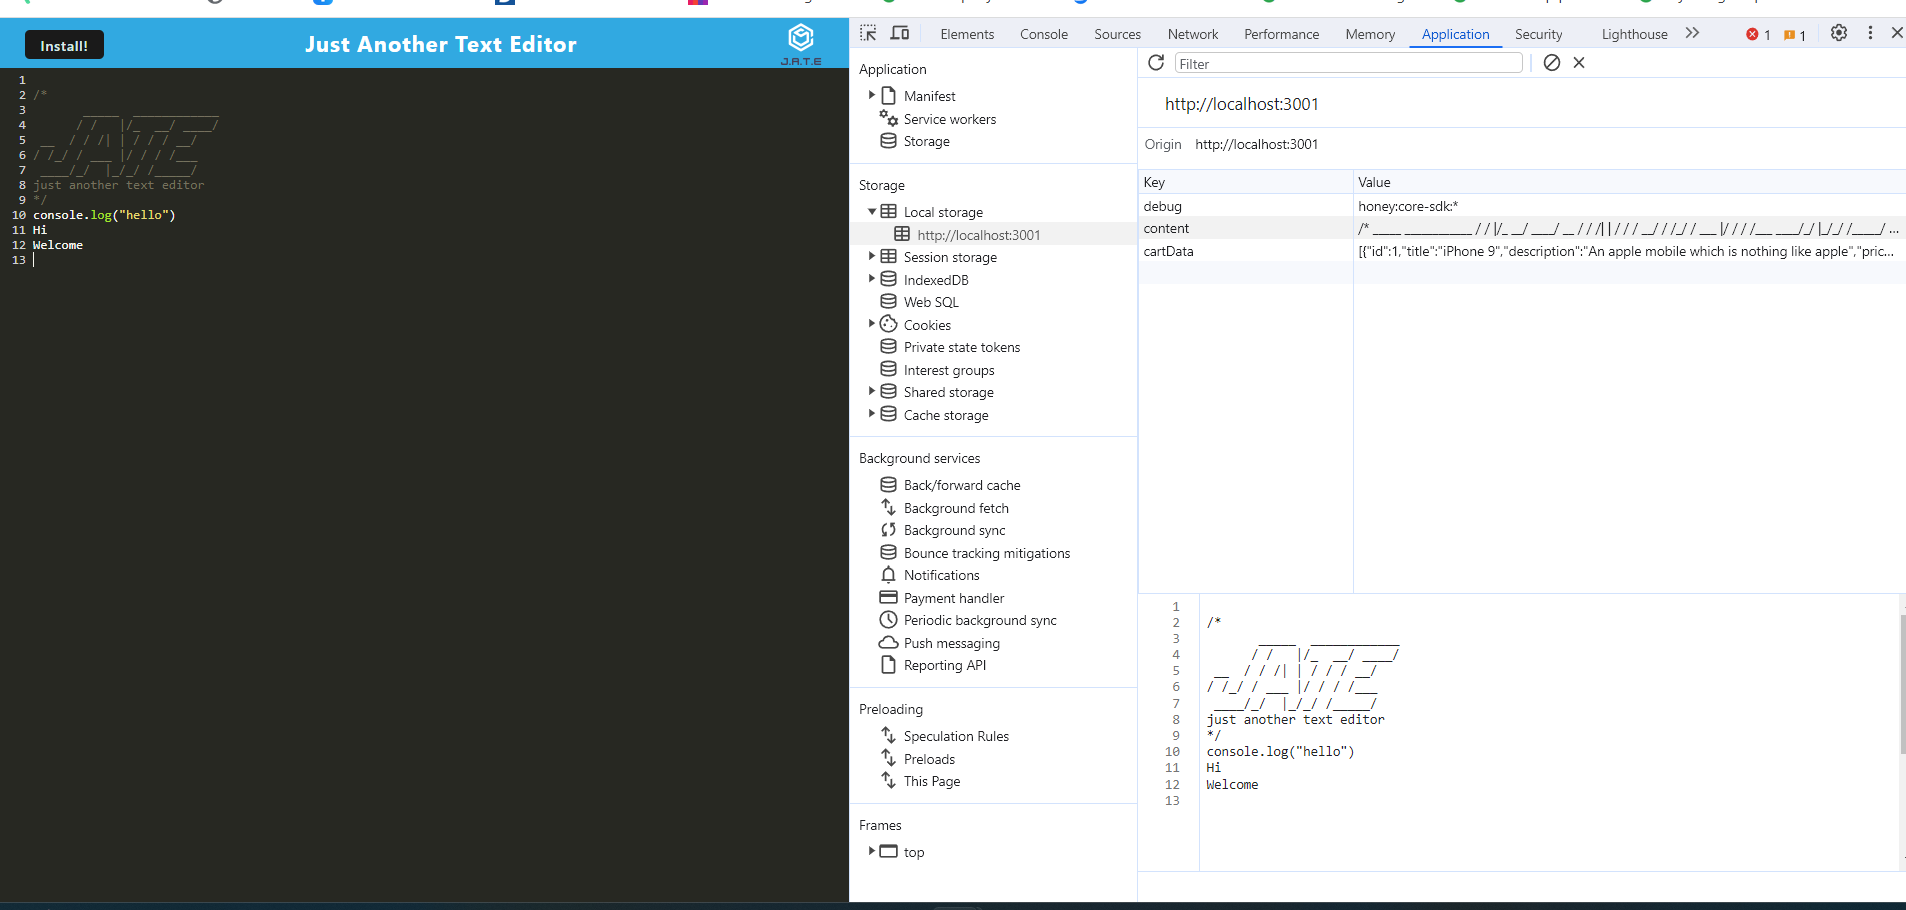 Install!
Just Another Text Editor
J.A.T.E
1
2 /*
3        _____  ____________
4       / /   |/_  __/ ____/
5  __  / / /| | / / / __/
6 / /_/ / ___ |/ / / /___
7  ____/_/  |_/_/ /_____/
8 just another text editor
9 */
10 console.log("hello")
11 Hi
12 Welcome
13
Elements Console Sources Network Performance Memory Application Security Lighthouse 1 1
Application
Manifest
Service workers
Storage
Storage
Local storage
http://localhost:3001
Session storage
IndexedDB
Web SQL
Cookies
Private state tokens
Interest groups
Shared storage
Cache storage
Background services
Back/forward cache
Background fetch
Background sync
Bounce tracking mitigations
Notifications
Payment handler
Periodic background sync
Push messaging
Reporting API
Preloading
Speculation Rules
Preloads
This Page
Frames
top
Filter
http://localhost:3001
Origin http://localhost:3001
Key Value
debug honey:core-sdk:*
content /* _____ ____________ / / |/_ __/ ____/ __ / / /| | / / / __/ / /_/ / ___ |/ / / /___ ____/_/ |_/_/ /_____/ ...
cartData [{"id":1,"title":"iPhone 9","description":"An apple mobile which is nothing like apple","pric...
1
2 /*
3        _____  ____________
4       / /   |/_  __/ ____/
5  __  / / /| | / / / __/
6 / /_/ / ___ |/ / / /___
7  ____/_/  |_/_/ /_____/
8 just another text editor
9 */
10 console.log("hello")
11 Hi
12 Welcome
13